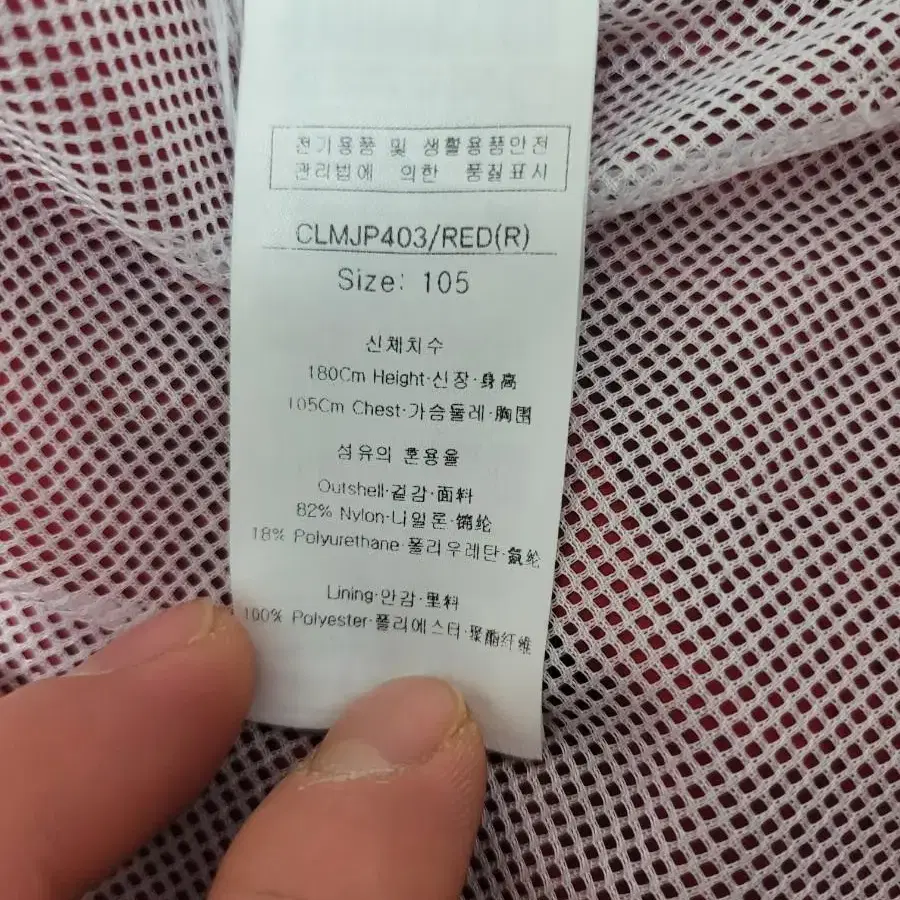 전기용품 및 생활용품안전
관리법에 의한 품질표시
CLMJP403/RED(R)
Size: 105
신체치수
180Cm Height·신장·身高
105Cm Chest·가슴둘레·胸围
섬유의 혼용율
Outshell·겉감·面料
82% Nylon·나일론·锦纶
18% Polyurethane·폴리우레탄·氨纶
Lining·안감·里料
100% Polyester·폴리에스터·聚酯纤维